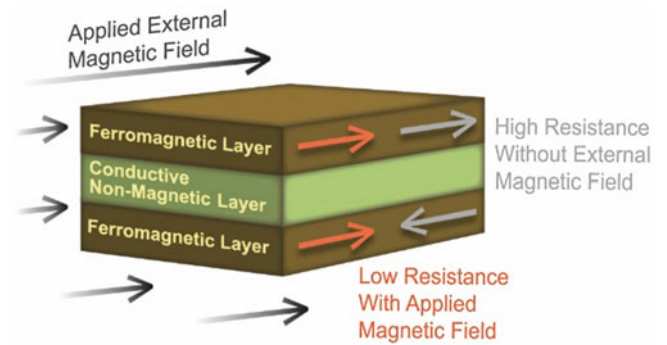 Applied External
Magnetic Field
Ferromagnetic Layer
Conductive
Non-Magnetic Layer
Ferromagnetic Layer
High Resistance
Without External
Magnetic Field
Low Resistance
With Applied
Magnetic Field